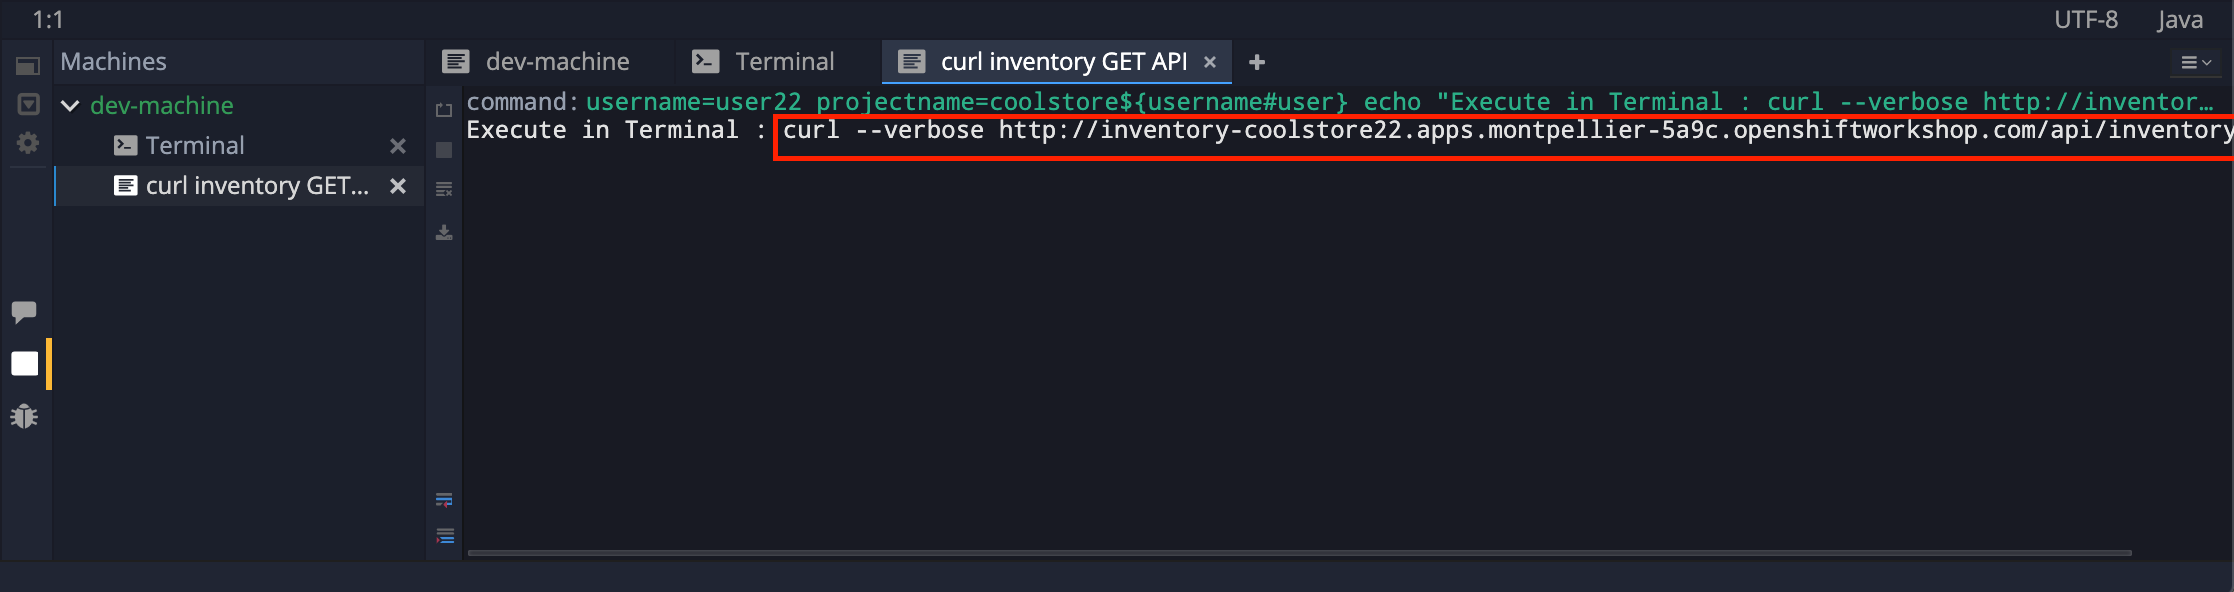 1:1 UTF-8 Java
Machines
dev-machine
Terminal
curl inventory GET...
dev-machine Terminal curl inventory GET API
command: username=user22 projectname=coolstore${username#user} echo "Execute in Terminal : curl --verbose http://inventor...
Execute in Terminal : curl --verbose http://inventory-coolstore22.apps.montpellier-5a9c.openshiftworkshop.com/api/inventory